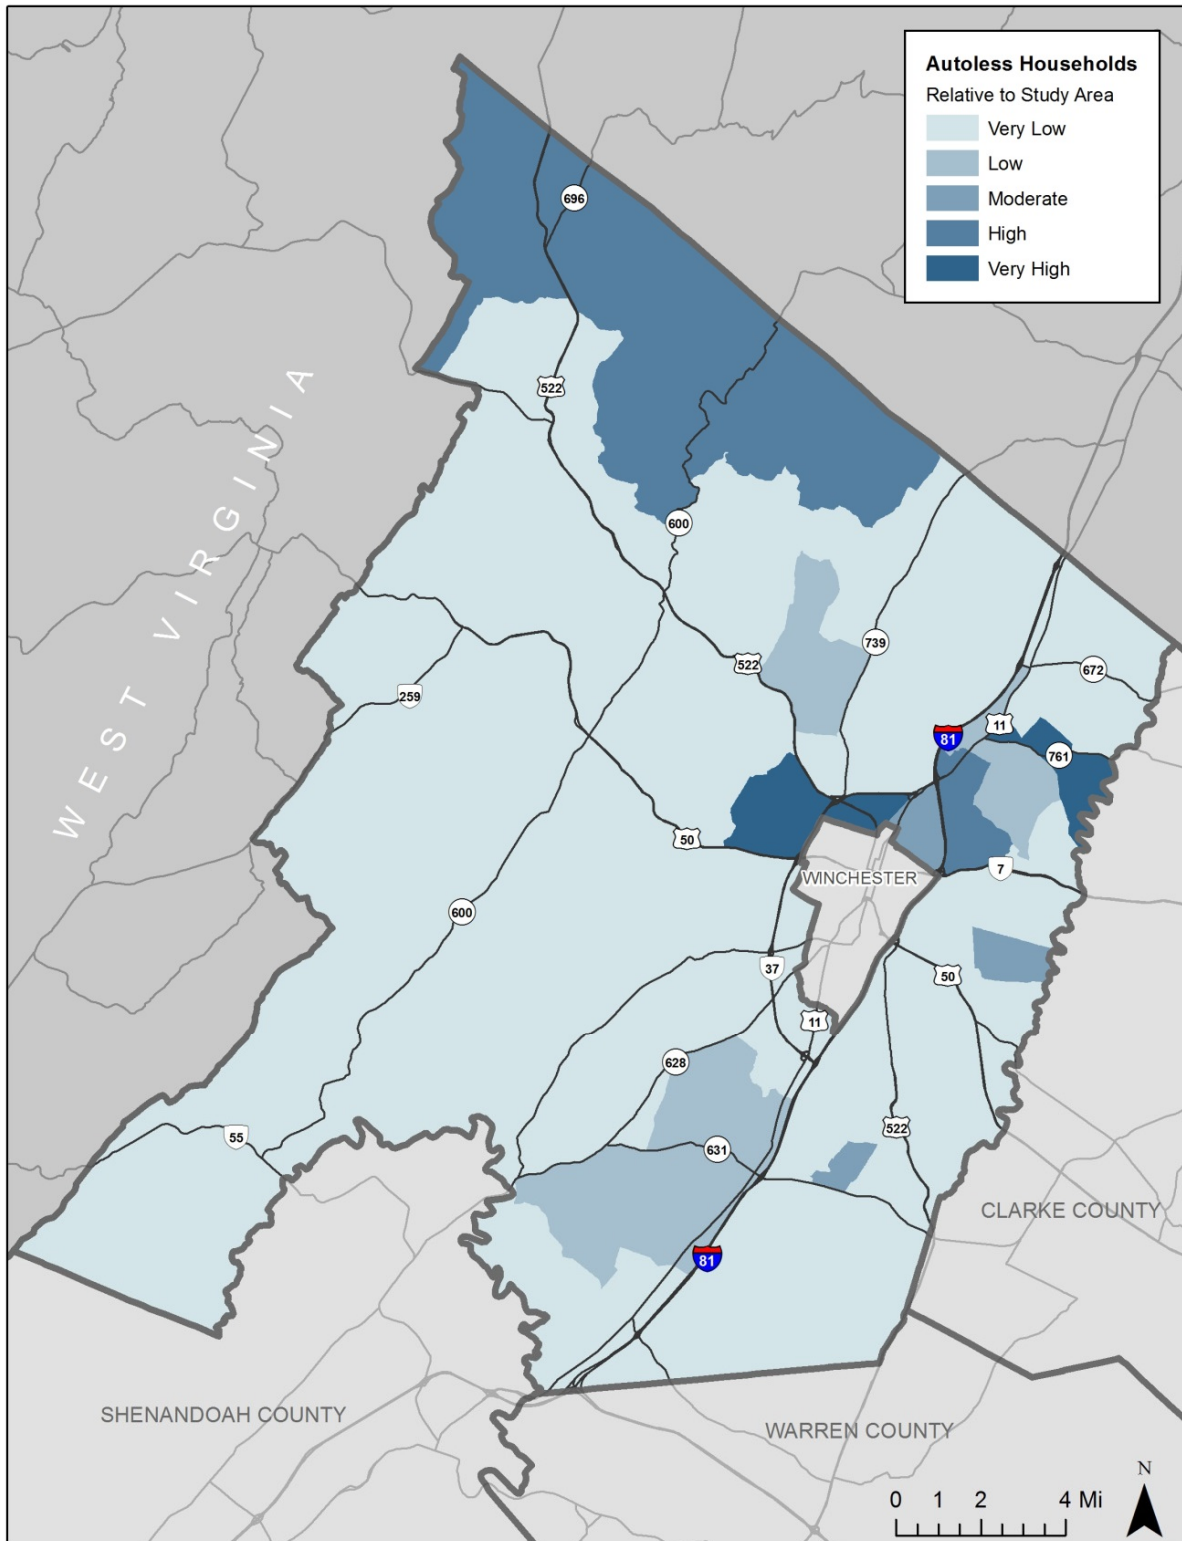 Autoless Households
Relative to Study Area
Very Low
Low
Moderate
High
Very High
696
522
WEST VIRGINIA
600
739
522
672
259
11
81
761
50
7
WINCHESTER
600
37
50
11
628
522
55
631
CLARKE COUNTY
81
SHENANDOAH COUNTY
WARREN COUNTY
N
0 1 2 4 Mi